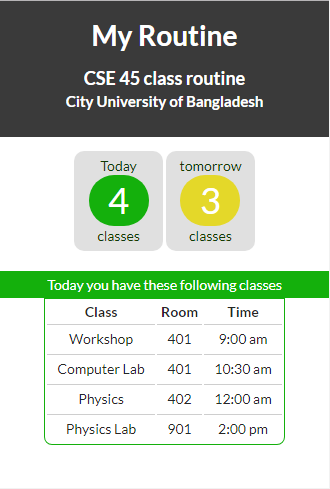 My Routine
CSE 45 class routine
City University of Bangladesh
Today
4
classes
tomorrow
3
classes
Today you have these following classes
Class Room Time
Workshop 401 9:00 am
Computer Lab 401 10:30 am
Physics 402 12:00 am
Physics Lab 901 2:00 pm